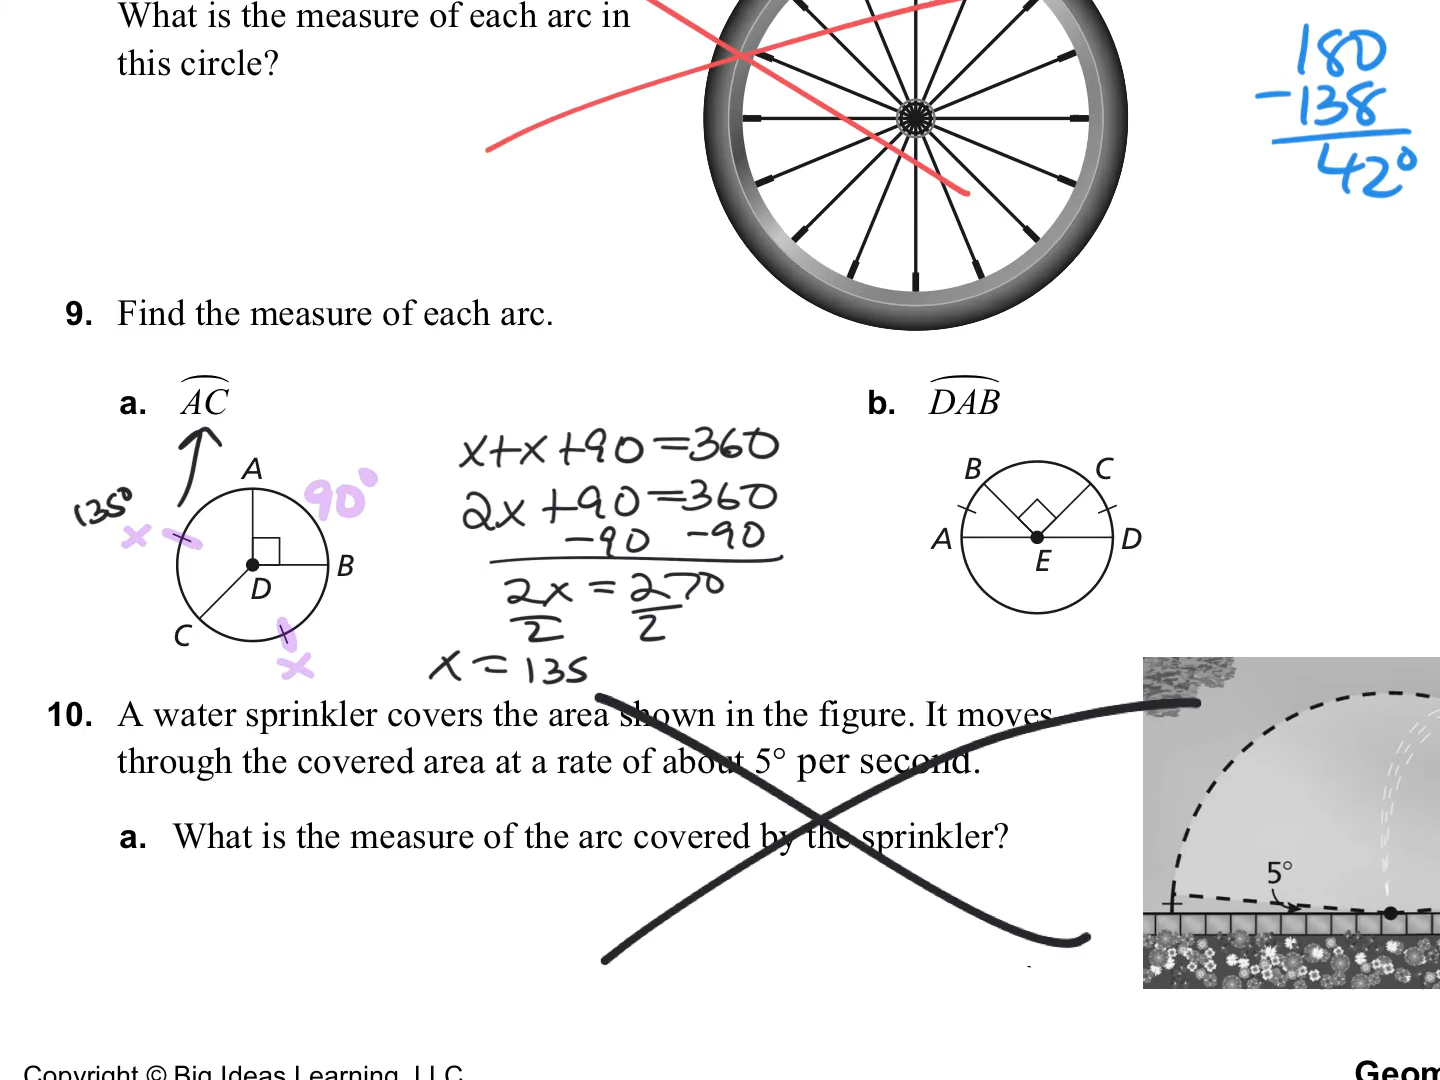 What is the measure of each arc in
this circle?
180
-138
42°
9. Find the measure of each arc.
a. AC
b. DAB
x+x+90=360
2x+90=360
-90 -90
2x = 270
2 2
x=135
135°
x
90°
A
B
C
D
x
B
C
A
D
E
10. A water sprinkler covers the area shown in the figure. It moves
through the covered area at a rate of about 5° per second.
a. What is the measure of the arc covered by the sprinkler?
5°
Copyright © Big Ideas Learning, LLC
Geom